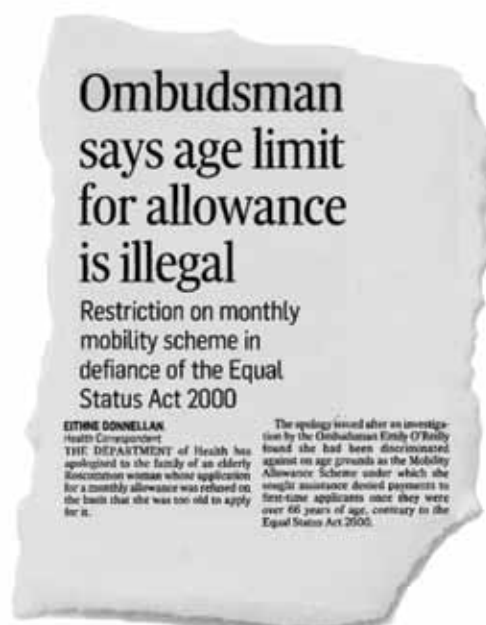 Ombudsman
says age limit
for allowance
is illegal
Restriction on monthly
mobility scheme in
defiance of the Equal
Status Act 2000
EITHNE DONNELLAN
Health Correspondent
THE DEPARTMENT of Health has
apologised to the family of an elderly
Roscommon woman whose application
for a monthly allowance was refused on
the basis that she was too old to apply
for it.
The apology issued after an investiga-
tion by the Ombudsman Emily O'Reilly
found she had been discriminated
against on age grounds as the Mobility
Allowance Scheme under which she
sought assistance denied payments to
first-time applicants once they were
over 66 years of age, contrary to the
Equal Status Act 2000.